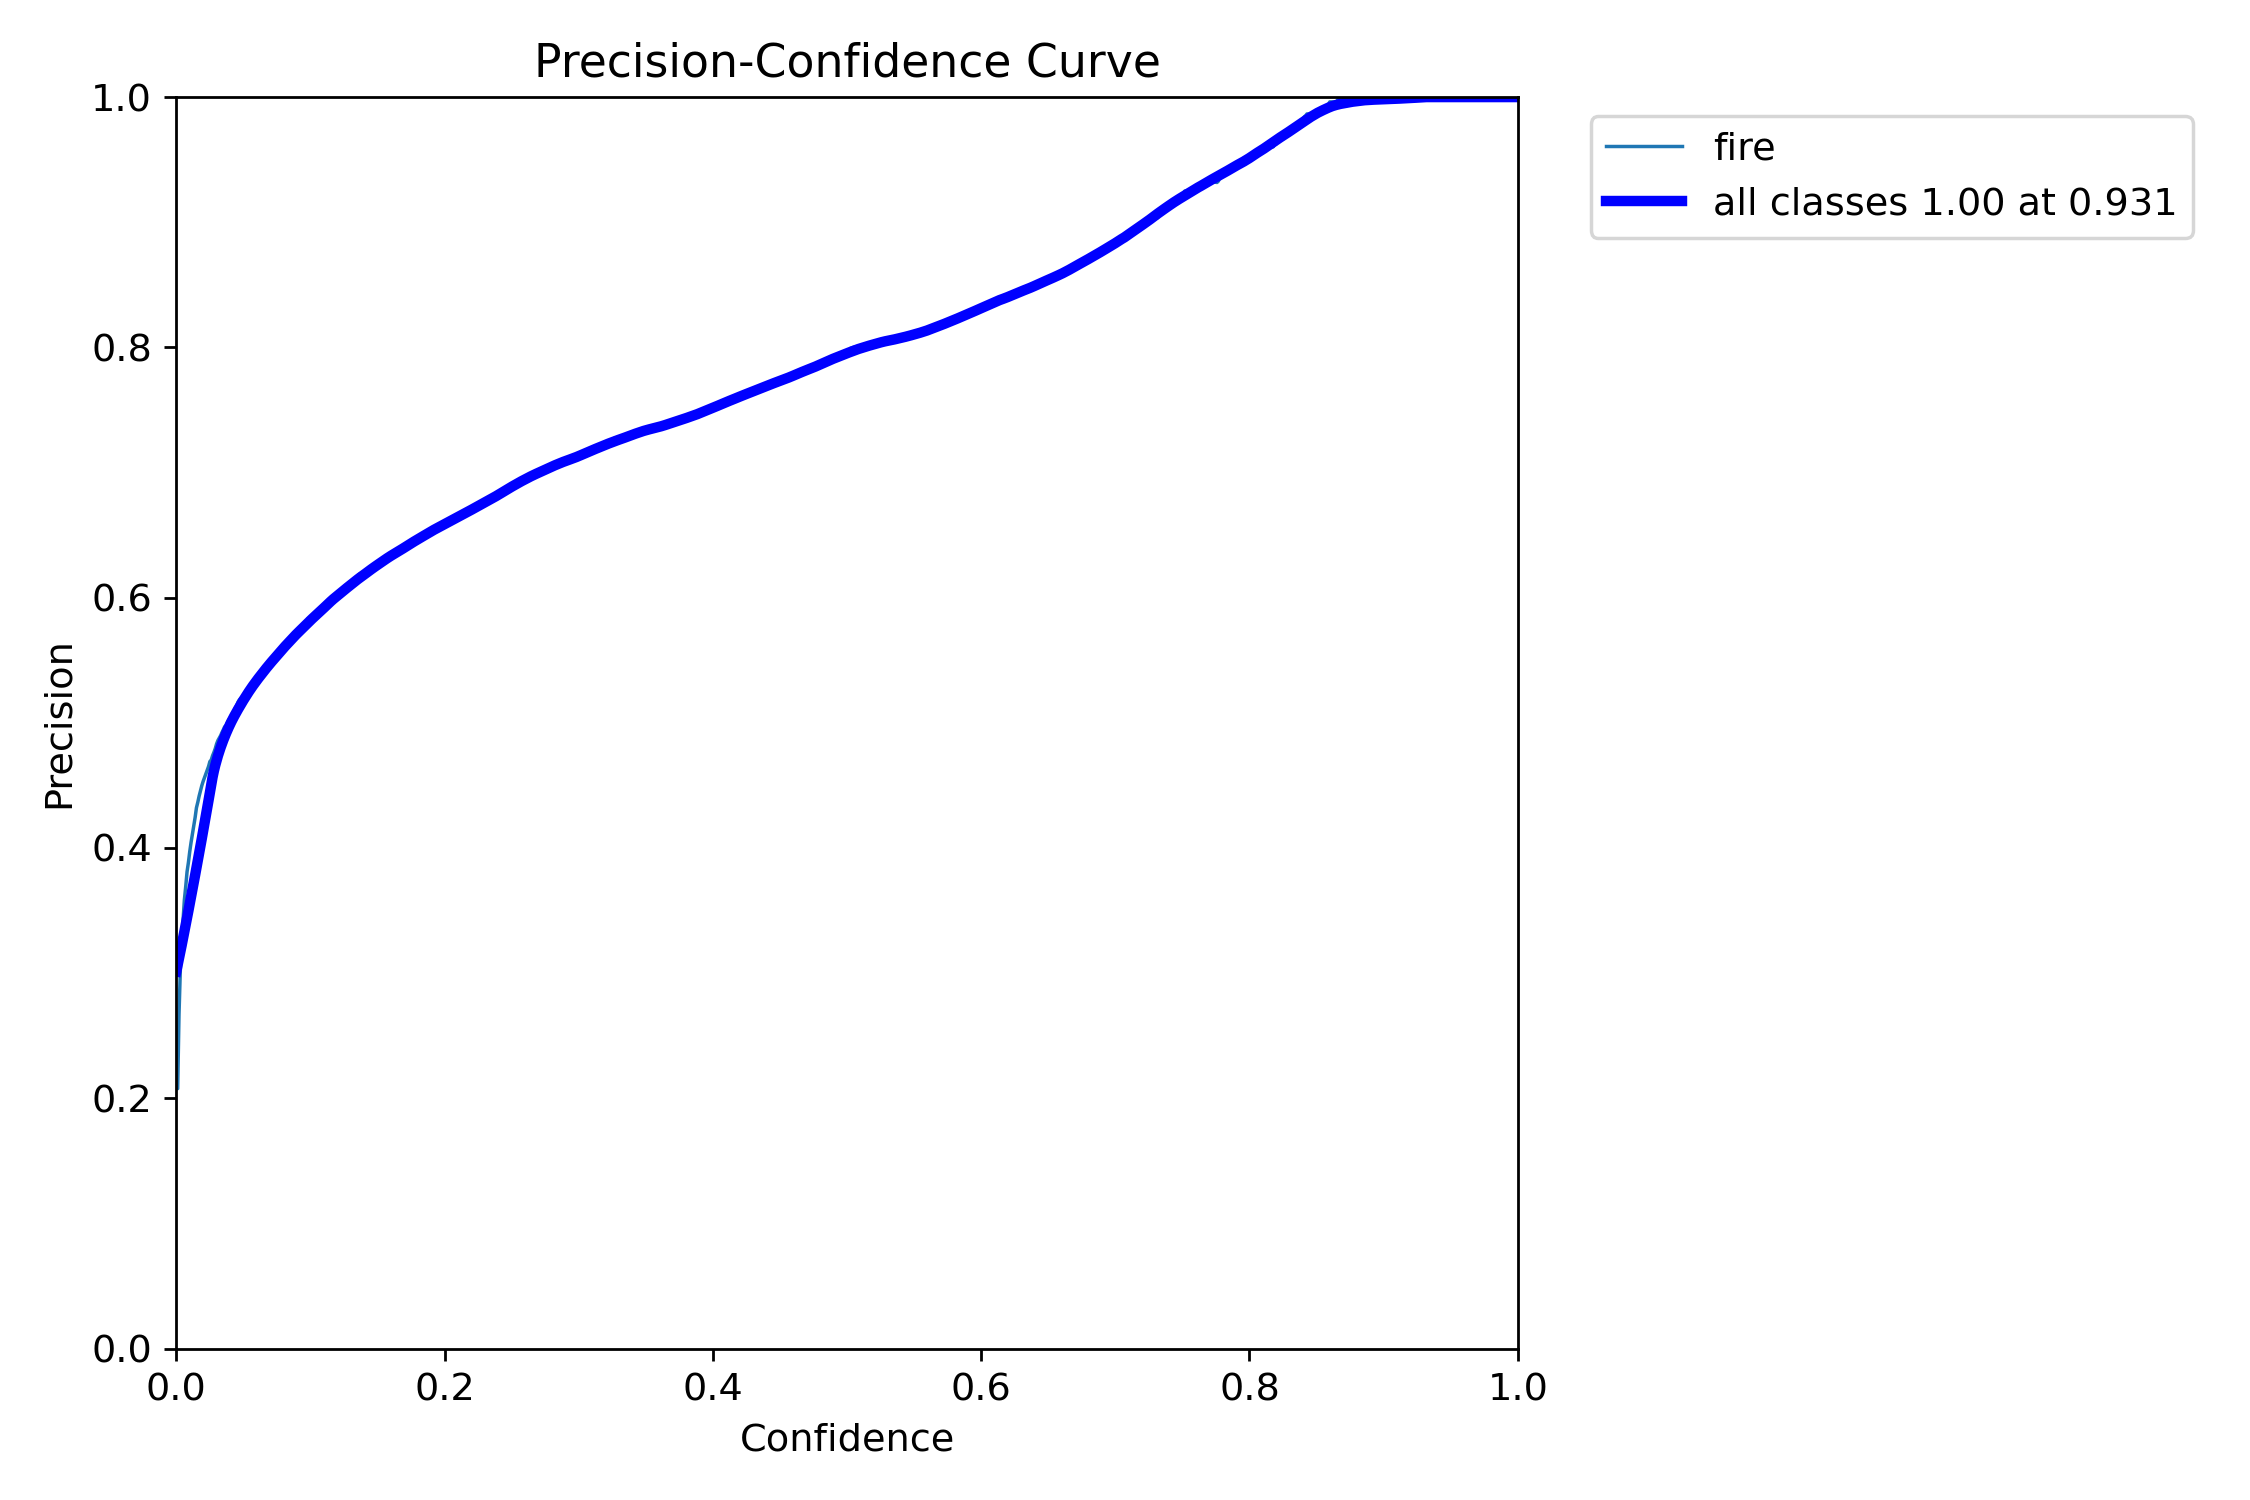 Precision-Confidence Curve
1.0
0.8
0.6
0.4
0.2
0.0
Precision
0.0 0.2 0.4 0.6 0.8 1.0
Confidence
fire
all classes 1.00 at 0.931